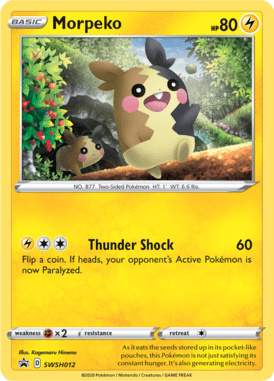 BASIC Morpeko HP80
NO. 877 Two-Sided Pokémon HT: 1' WT: 6.6 lbs.
Thunder Shock 60
Flip a coin. If heads, your opponent's Active Pokémon is
now Paralyzed.
weakness ×2 resistance retreat
Illus. Kagemaru Himeno
D SWSH012
As it eats the seeds stored up in its pocket-like
pouches, this Pokémon is not just satisfying its
constant hunger. It's also generating electricity.
©2020 Pokémon / Nintendo / Creatures / GAME FREAK